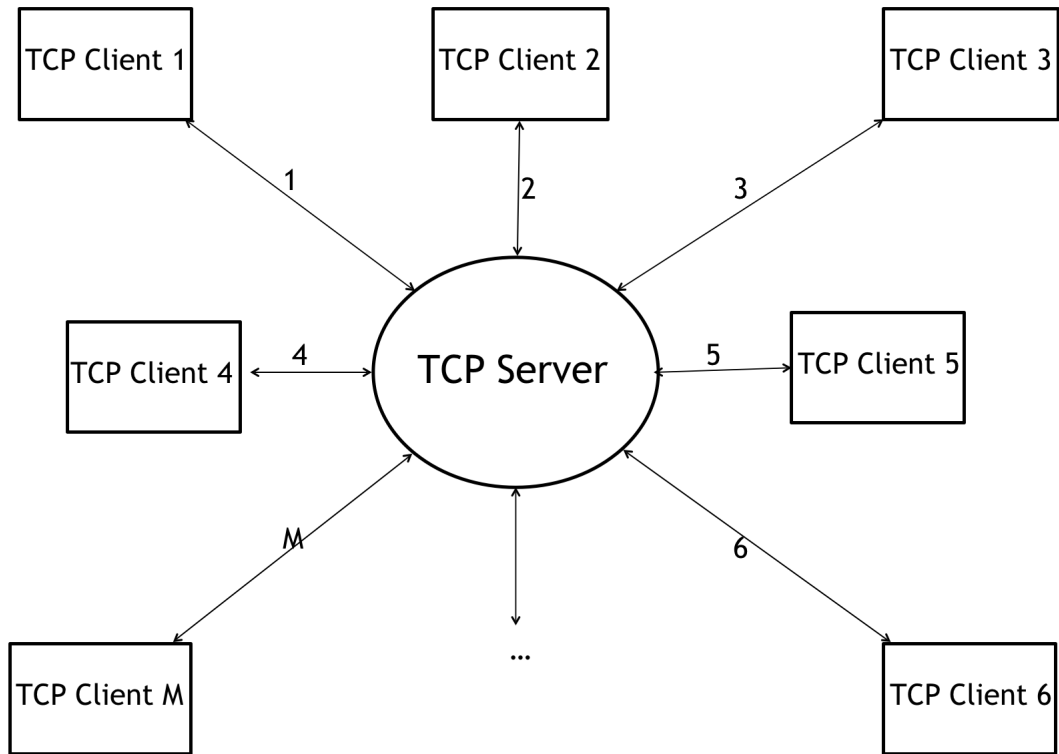 TCP Client 1
TCP Client 2
TCP Client 3
1
2
3
TCP Client 4
4
TCP Server
5
TCP Client 5
M
6
...
TCP Client M
TCP Client 6